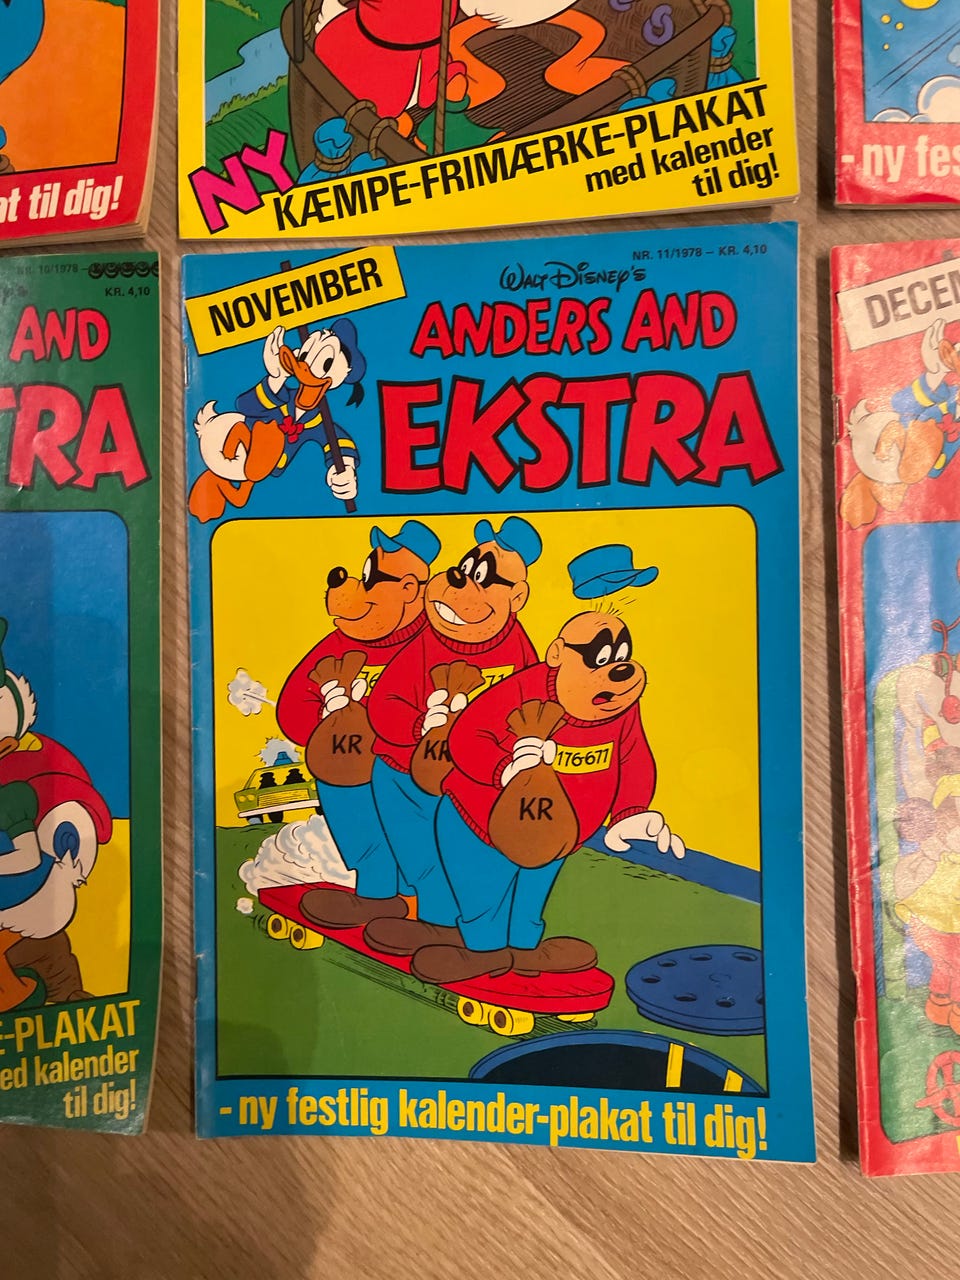 at til dig!
NY
KÆMPE-FRIMÆRKE-PLAKAT
med kalender
til dig!
- ny fes
NR. 10/1978 -
KR. 4,10
AND
TRA
E-PLAKAT
ed kalender
til dig!
NOVEMBER
NR. 11/1978 - KR. 4,10
WALT DISNEY'S
ANDERS AND
EKSTRA
KR
KR
KR
176-671
- ny festlig kalender-plakat til dig!
DECEM